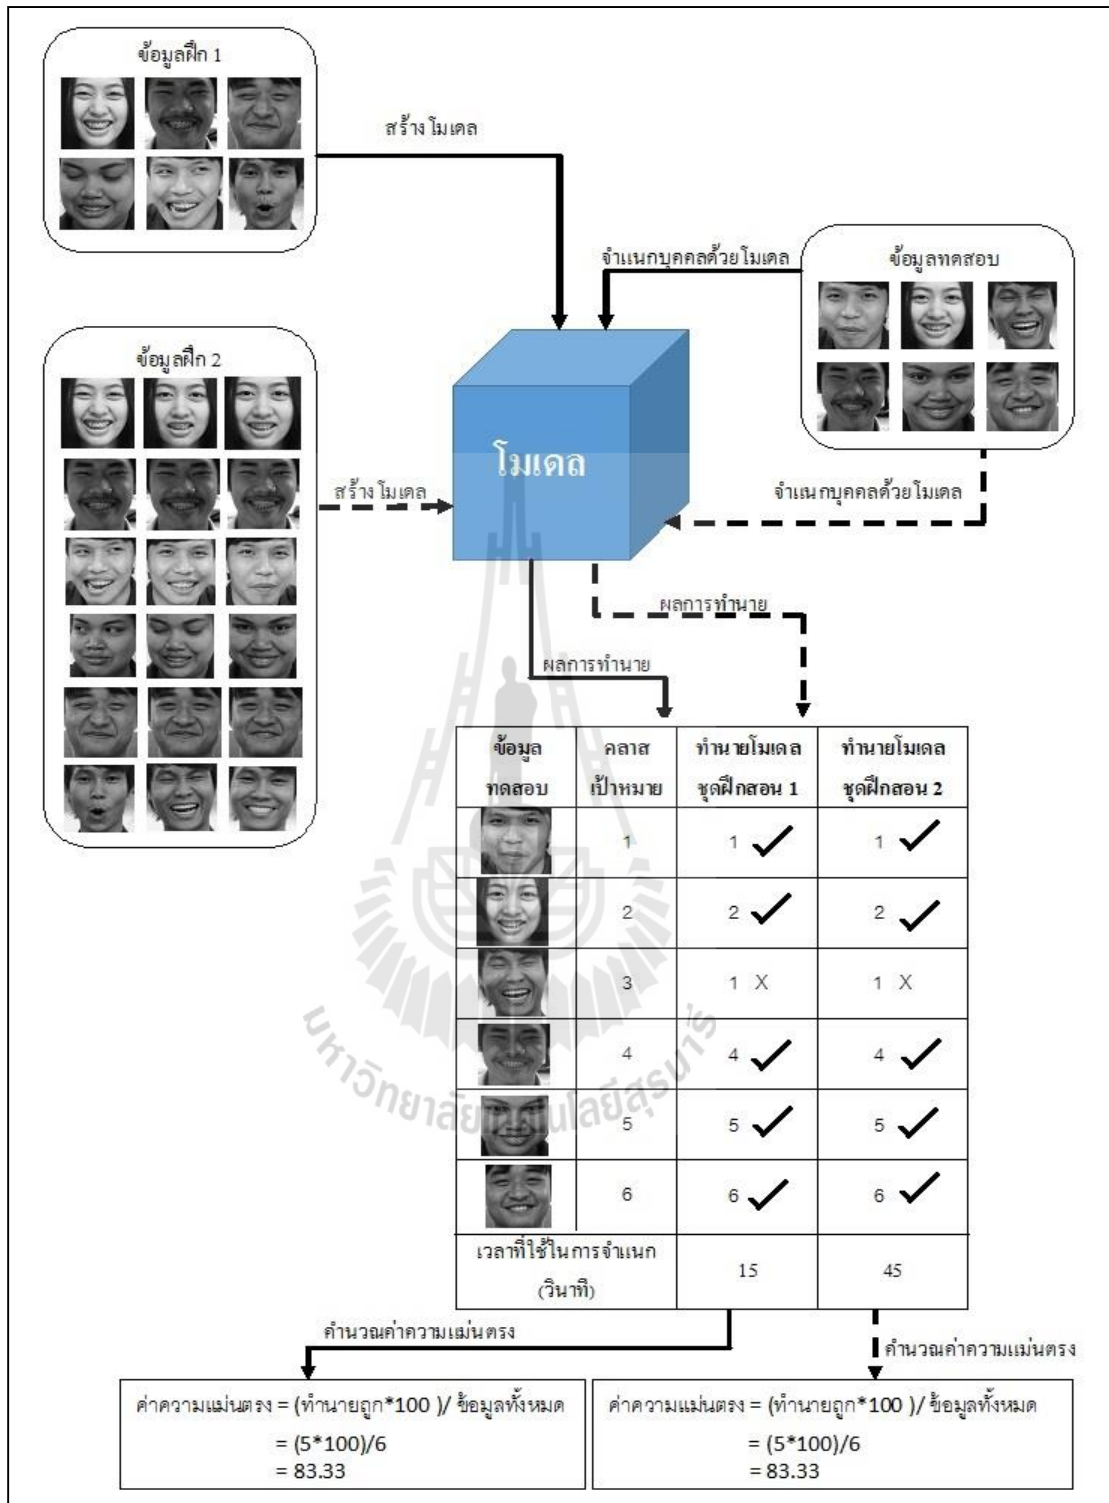 ข้อมูลฝึก 1
สร้างโมเดล
จำแนกบุคคลด้วยโมเดล
ข้อมูลทดสอบ
ข้อมูลฝึก 2
โมเดล
สร้างโมเดล
จำแนกบุคคลด้วยโมเดล
ผลการทำนาย
ผลการทำนาย
ข้อมูล คลาส ทำนายโมเดล ทำนายโมเดล
ทดสอบ เป้าหมาย ชุดฝึกสอน 1 ชุดฝึกสอน 2
1 1 ✓ 1 ✓
2 2 ✓ 2 ✓
3 1 X 1 X
4 4 ✓ 4 ✓
5 5 ✓ 5 ✓
6 6 ✓ 6 ✓
เวลาที่ใช้ในการจำแนก
(วินาที) 15 45
มหาวิทยาลัยเทคโนโลยีสุรนารี
คำนวณค่าความแม่นตรง
คำนวณค่าความแม่นตรง
ค่าความแม่นตรง = (ทำนายถูก*100 )/ ข้อมูลทั้งหมด
= (5*100)/6
= 83.33
ค่าความแม่นตรง = (ทำนายถูก*100 )/ ข้อมูลทั้งหมด
= (5*100)/6
= 83.33